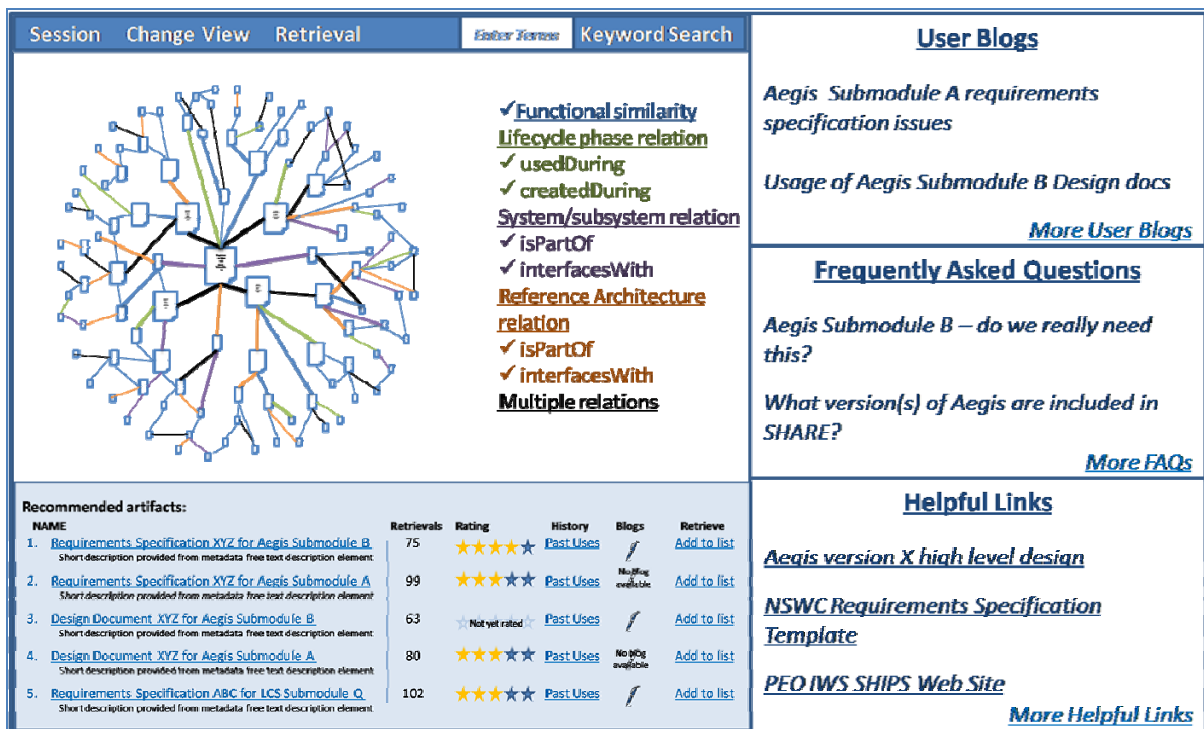 Session Change View Retrieval Enter Terms Keyword Search
✓Functional similarity
Lifecycle phase relation
✓ usedDuring
✓ createdDuring
System/subsystem relation
✓ isPartOf
✓ interfacesWith
Reference Architecture
relation
✓ isPartOf
✓ interfacesWith
Multiple relations
Recommended artifacts:
NAME Retrievals Rating History Blogs Retrieve
1. Requirements Specification XYZ for Aegis Submodule B 75 Past Uses Add to list
Short description provided from metadata free text description element
2. Requirements Specification XYZ for Aegis Submodule A 99 Past Uses No blog available Add to list
Short description provided from metadata free text description element
3. Design Document XYZ for Aegis Submodule B 63 Not yet rated Past Uses Add to list
Short description provided from metadata free text description element
4. Design Document XYZ for Aegis Submodule A 80 Past Uses No blog available Add to list
Short description provided from metadata free text description element
5. Requirements Specification ABC for LCS Submodule Q 102 Past Uses Add to list
Short description provided from metadata free text description element
User Blogs
Aegis Submodule A requirements
specification issues
Usage of Aegis Submodule B Design docs
More User Blogs
Frequently Asked Questions
Aegis Submodule B – do we really need
this?
What version(s) of Aegis are included in
SHARE?
More FAQs
Helpful Links
Aegis version X high level design
NSWC Requirements Specification
Template
PEO IWS SHIPS Web Site
More Helpful Links